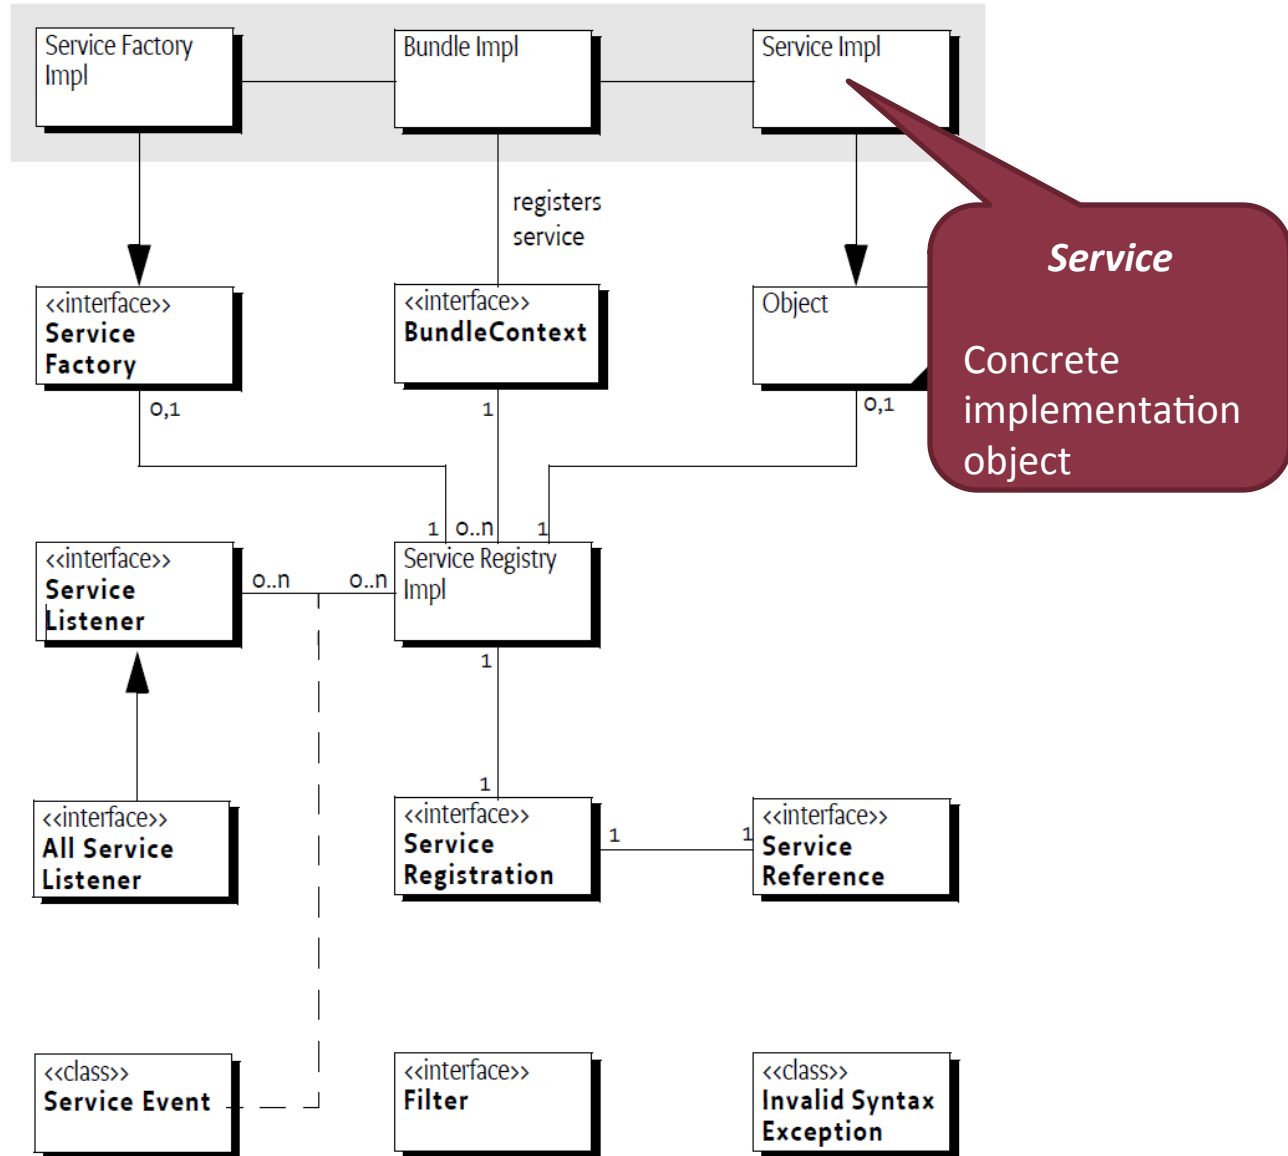 Service Factory
Impl
Bundle Impl
Service Impl
registers
service
Service
Concrete
implementation
object
<<interface>>
Service
Factory
<<interface>>
BundleContext
Object
0,1
1
0,1
1
0..n
1
<<interface>>
Service
Listener
0..n
0..n
Service Registry
Impl
1
1
<<interface>>
All Service
Listener
<<interface>>
Service
Registration
1
1
<<interface>>
Service
Reference
<<class>>
Service Event
<<interface>>
Filter
<<class>>
Invalid Syntax
Exception